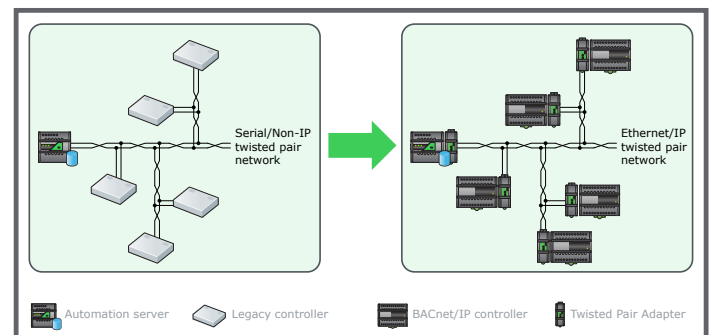 Serial/Non-IP
twisted pair
network
Ethernet/IP
twisted pair
network
Automation server
Legacy controller
BACnet/IP controller
Twisted Pair Adapter